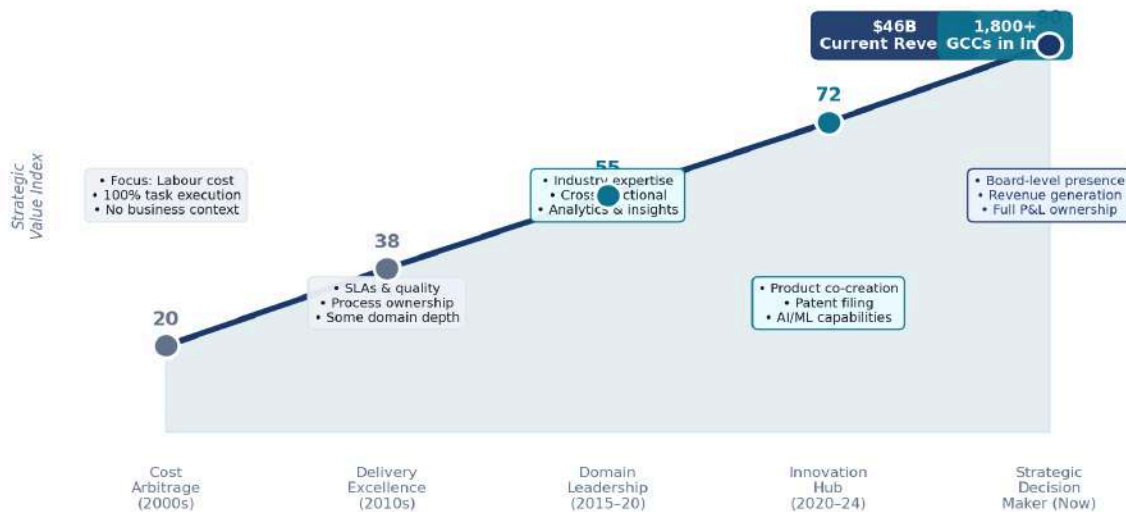 $46B
Current Reve
1,800+
GCCs in In
90
72
55
38
20
Strategic
Value Index
• Focus: Labour cost
• 100% task execution
• No business context
• SLAs & quality
• Process ownership
• Some domain depth
• Industry expertise
• Cross ctional
• Analytics & insights
• Product co-creation
• Patent filing
• AI/ML capabilities
• Board-level presence
• Revenue generation
• Full P&L ownership
Cost
Arbitrage
(2000s)
Delivery
Excellence
(2010s)
Domain
Leadership
(2015–20)
Innovation
Hub
(2020–24)
Strategic
Decision
Maker (Now)